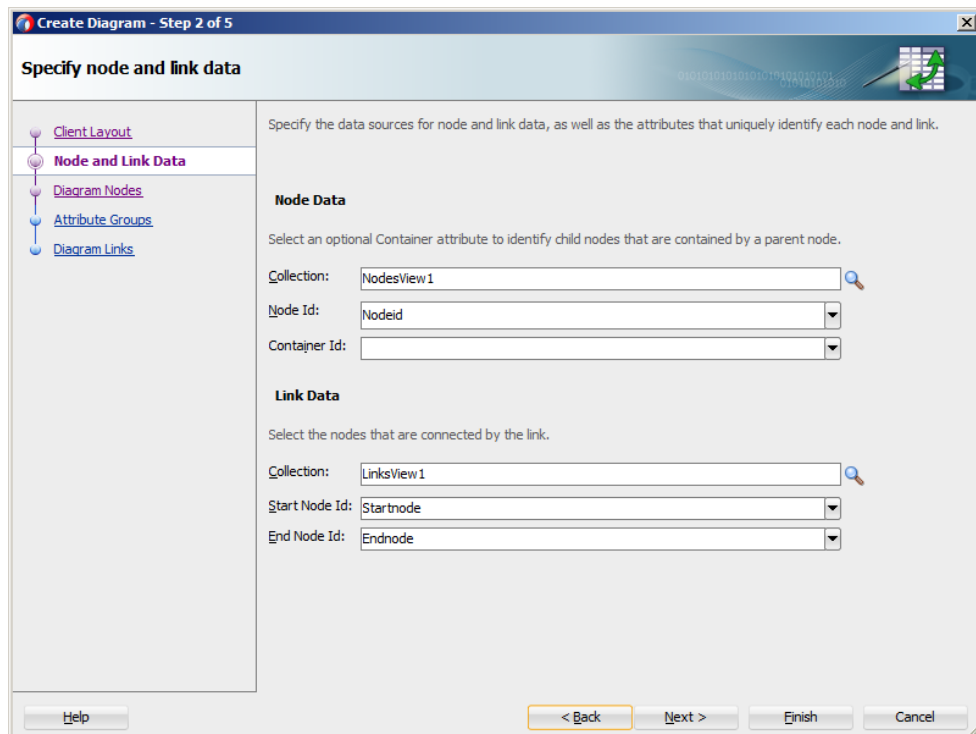 Create Diagram - Step 2 of 5
Specify node and link data
Client Layout
Node and Link Data
Diagram Nodes
Attribute Groups
Diagram Links
Specify the data sources for node and link data, as well as the attributes that uniquely identify each node and link.
Node Data
Select an optional Container attribute to identify child nodes that are contained by a parent node.
Collection: NodesView1
Node Id: Nodeid
Container Id:
Link Data
Select the nodes that are connected by the link.
Collection: LinksView1
Start Node Id: Startnode
End Node Id: Endnode
Help < Back Next > Finish Cancel